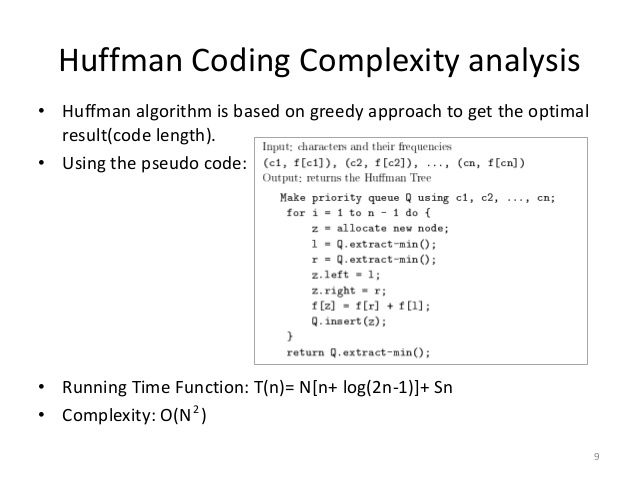 Huffman Coding Complexity analysis
• Huffman algorithm is based on greedy approach to get the optimal
result(code length).
• Using the pseudo code:
Input: characters and their frequencies
(c1, f[c1]), (c2, f[c2]), ..., (cn, f[cn])
Output: returns the Huffman Tree
Make priority queue Q using c1, c2, ..., cn;
for i = 1 to n - 1 do {
z = allocate new node;
l = Q.extract-min();
r = Q.extract-min();
z.left = l;
z.right = r;
f[z] = f[r] + f[l];
Q.insert(z);
}
return Q.extract-min();
• Running Time Function: T(n)= N[n+ log(2n-1)]+ Sn
• Complexity: O(N²)
9